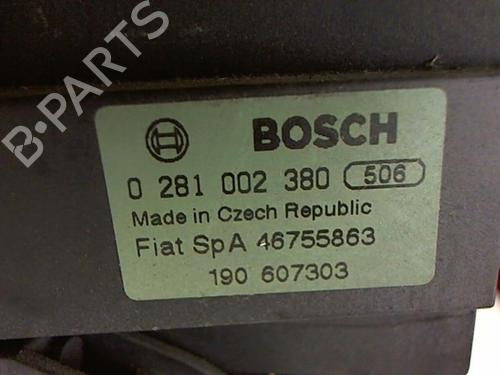 B-PARTS
BOSCH
0 281 002 380 506
Made in Czech Republic
Fiat SpA 46755863
190 607303